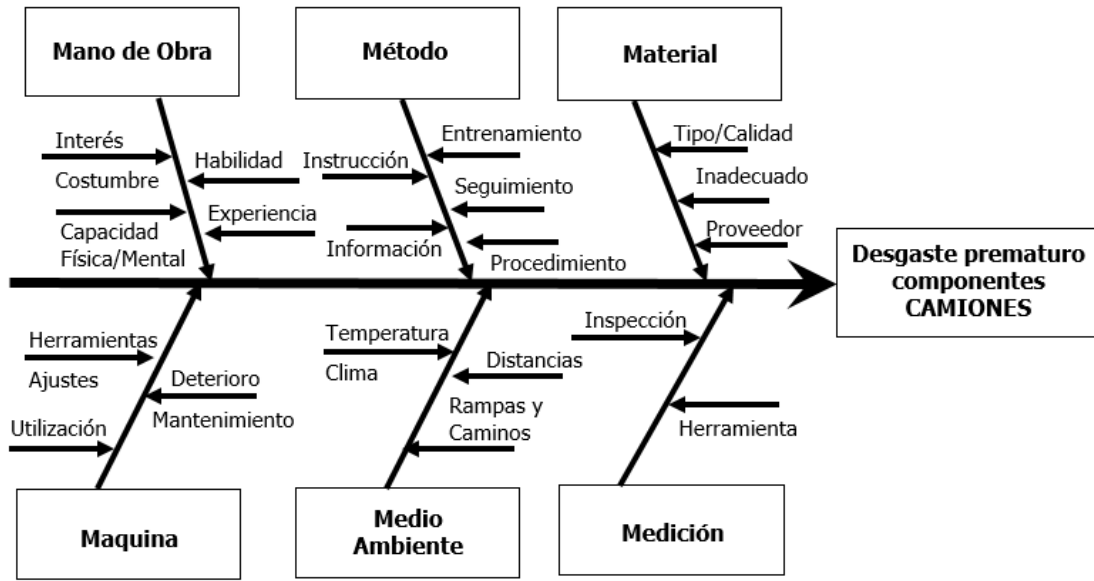 Mano de Obra
Método
Material
Interés
Costumbre
Habilidad
Capacidad
Física/Mental
Experiencia
Entrenamiento
Instrucción
Seguimiento
Información
Procedimiento
Tipo/Calidad
Inadecuado
Proveedor
Desgaste prematuro
componentes
CAMIONES
Herramientas
Ajustes
Deterioro
Mantenimiento
Utilización
Temperatura
Clima
Distancias
Rampas y
Caminos
Inspección
Herramienta
Maquina
Medio
Ambiente
Medición